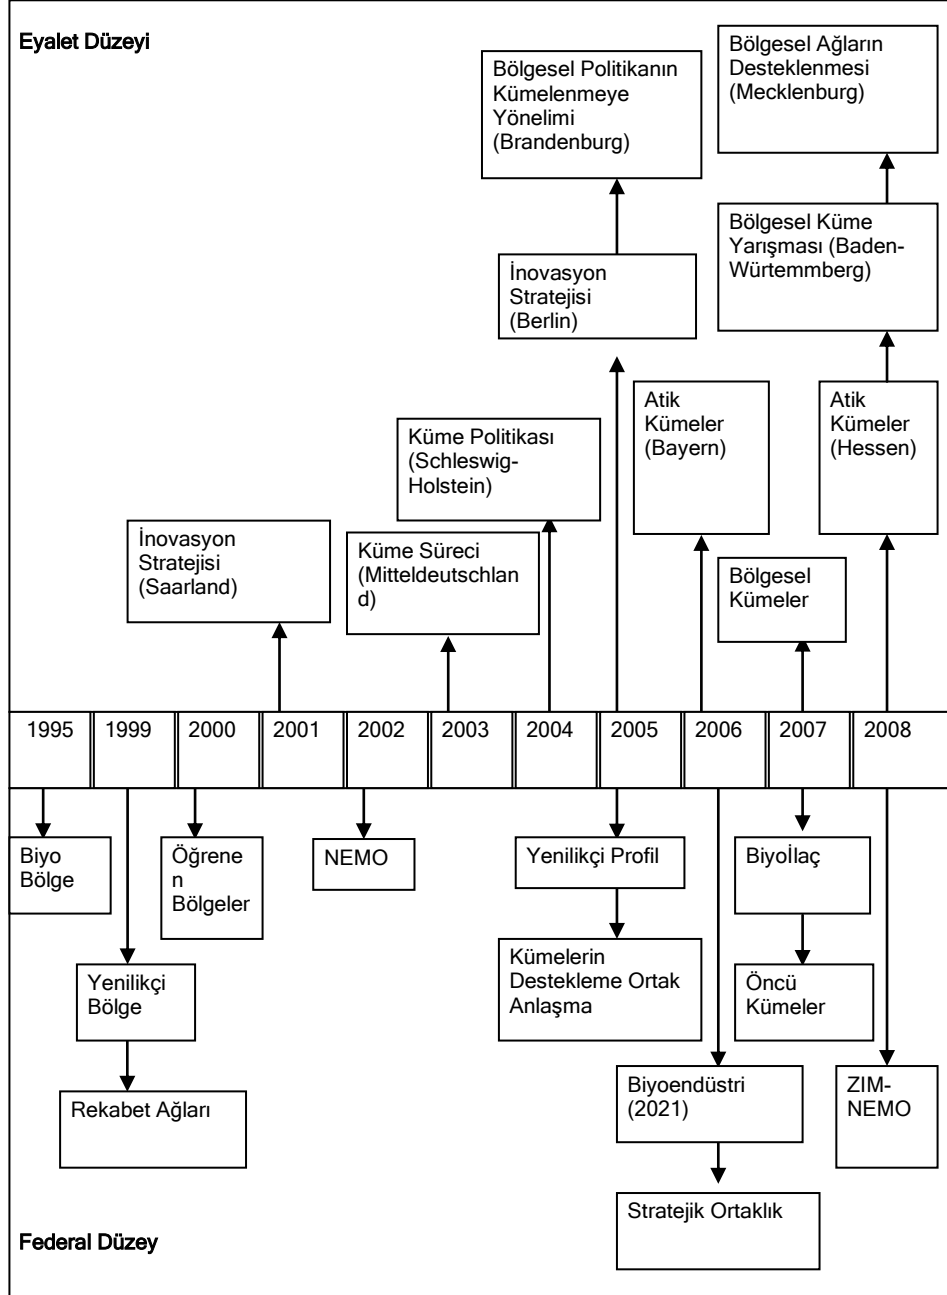 Eyalet Düzeyi
Bölgesel Politikanın
Kümelenmeye
Yönelimi
(Brandenburg)
Bölgesel Ağların
Desteklenmesi
(Mecklenburg)
İnovasyon
Stratejisi
(Berlin)
Bölgesel Küme
Yarışması (Baden-
Würtemmberg)
Küme Politikası
(Schleswig-
Holstein)
Atik
Kümeler
(Bayern)
Atik
Kümeler
(Hessen)
İnovasyon
Stratejisi
(Saarland)
Küme Süreci
(Mitteldeutschlan
d)
Bölgesel
Kümeler
1995 1999 2000 2001 2002 2003 2004 2005 2006 2007 2008
Biyo
Bölge
Öğrene
n
Bölgeler
NEMO
Yenilikçi Profil
Biyoİlaç
Yenilikçi
Bölge
Kümelerin
Destekleme Ortak
Anlaşma
Öncü
Kümeler
Rekabet Ağları
Biyoendüstri
(2021)
ZIM-
NEMO
Stratejik Ortaklık
Federal Düzey